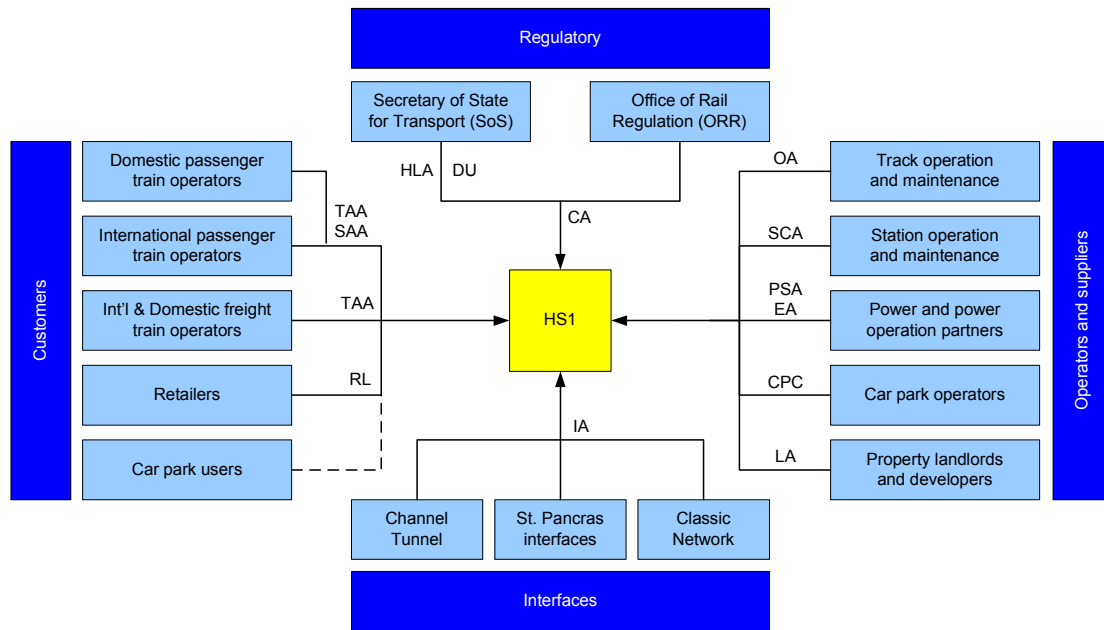 Regulatory
Secretary of State
for Transport (SoS)
Office of Rail
Regulation (ORR)
HLA
DU
CA
Customers
Domestic passenger
train operators
International passenger
train operators
Int'l & Domestic freight
train operators
Retailers
Car park users
TAA
SAA
TAA
RL
HS1
OA
SCA
PSA
EA
CPC
LA
Track operation
and maintenance
Station operation
and maintenance
Power and power
operation partners
Car park operators
Property landlords
and developers
Operators and suppliers
IA
Channel
Tunnel
St. Pancras
interfaces
Classic
Network
Interfaces